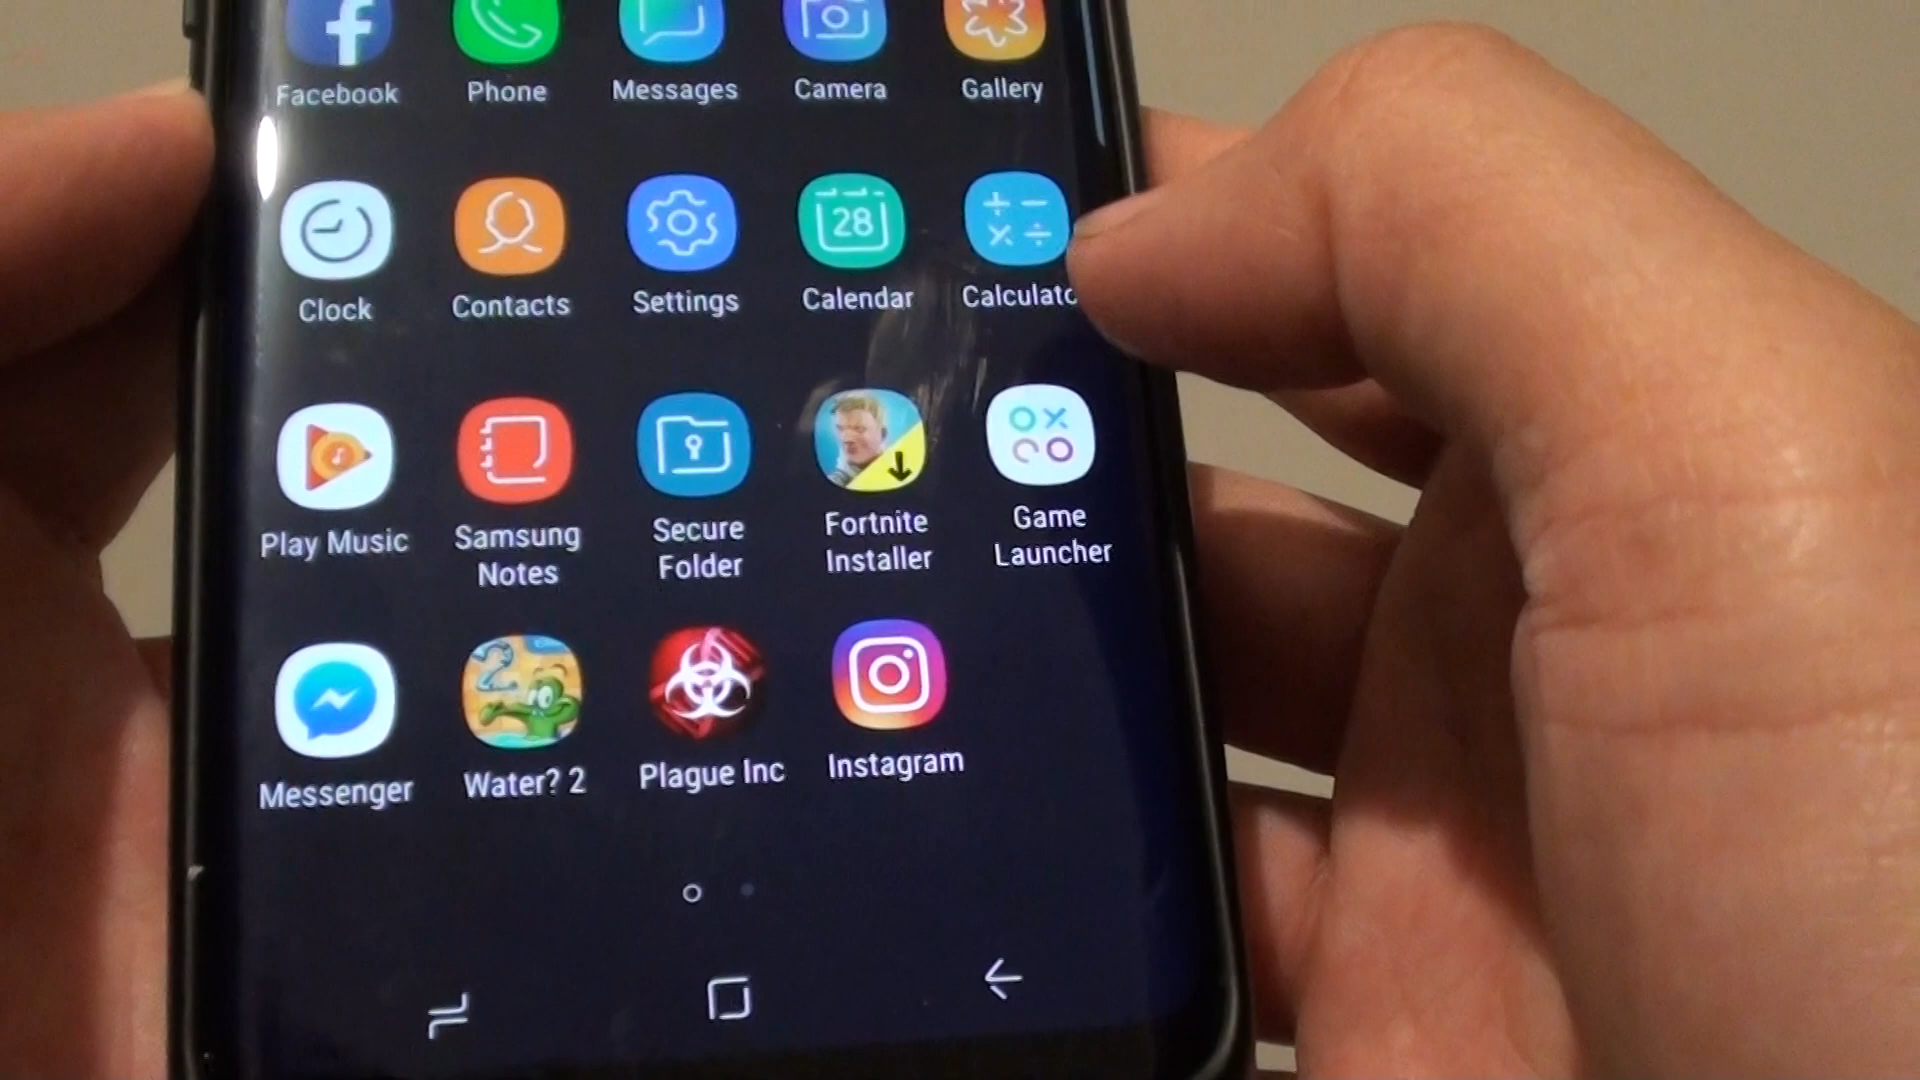 Facebook Phone Messages Camera Gallery
28
Clock Contacts Settings Calendar Calculato
Play Music Samsung Notes Secure Folder Fortnite Installer Game Launcher
2
Messenger Water? 2 Plague Inc Instagram